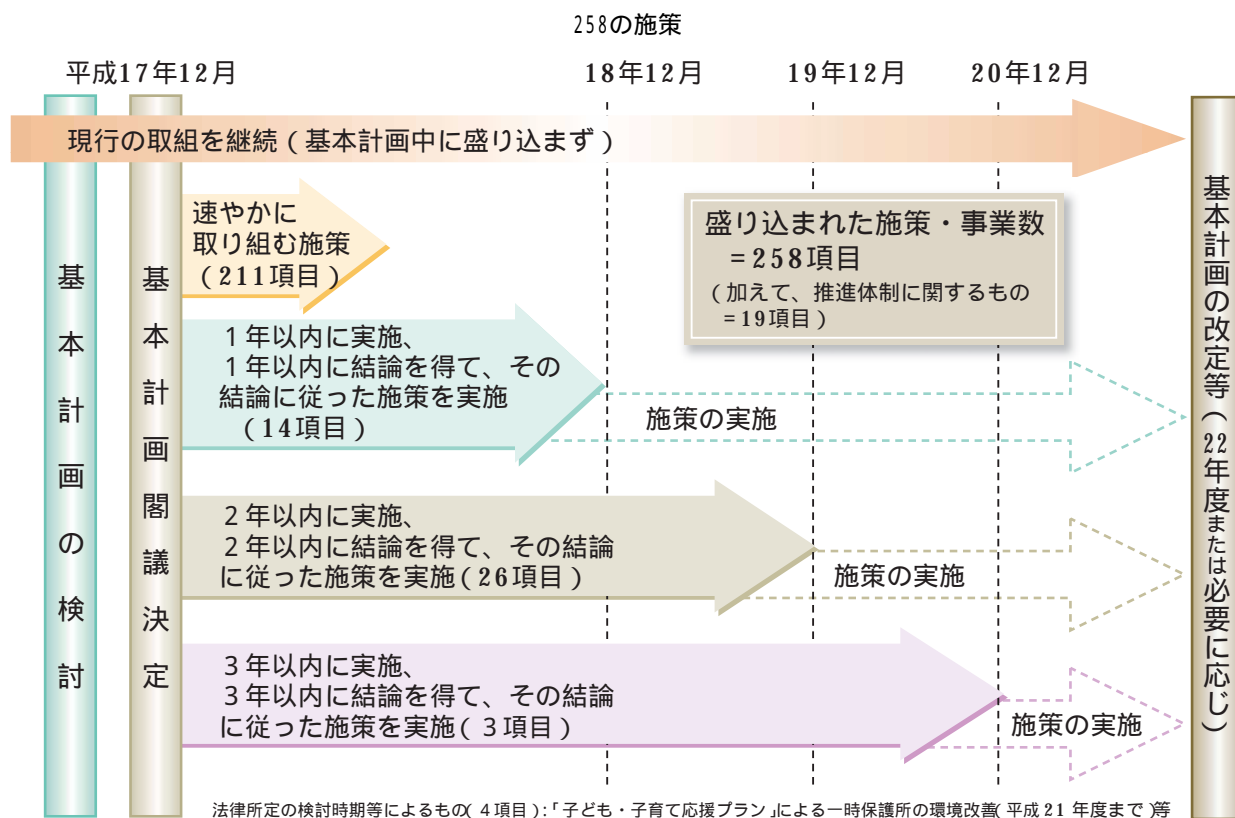 258の施策
平成17年12月
18年12月
19年12月
20年12月
現行の取組を継続(基本計画中に盛り込まず)
基本計画の検討
基本計画閣議決定
速やかに
取り組む施策
(211項目)
盛り込まれた施策・事業数
=258項目
(加えて、推進体制に関するもの
=19項目)
1年以内に実施、
1年以内に結論を得て、その
結論に従った施策を実施
(14項目)
施策の実施
2年以内に実施、
2年以内に結論を得て、その結論
に従った施策を実施(26項目)
施策の実施
3年以内に実施、
3年以内に結論を得て、その結論
に従った施策を実施(3項目)
施策の実施
基本計画の改定等(22年度または必要に応じ)
法律所定の検討時期等によるもの(4項目):「子ども・子育て応援プラン」による一時保護所の環境改善(平成21年度まで)等